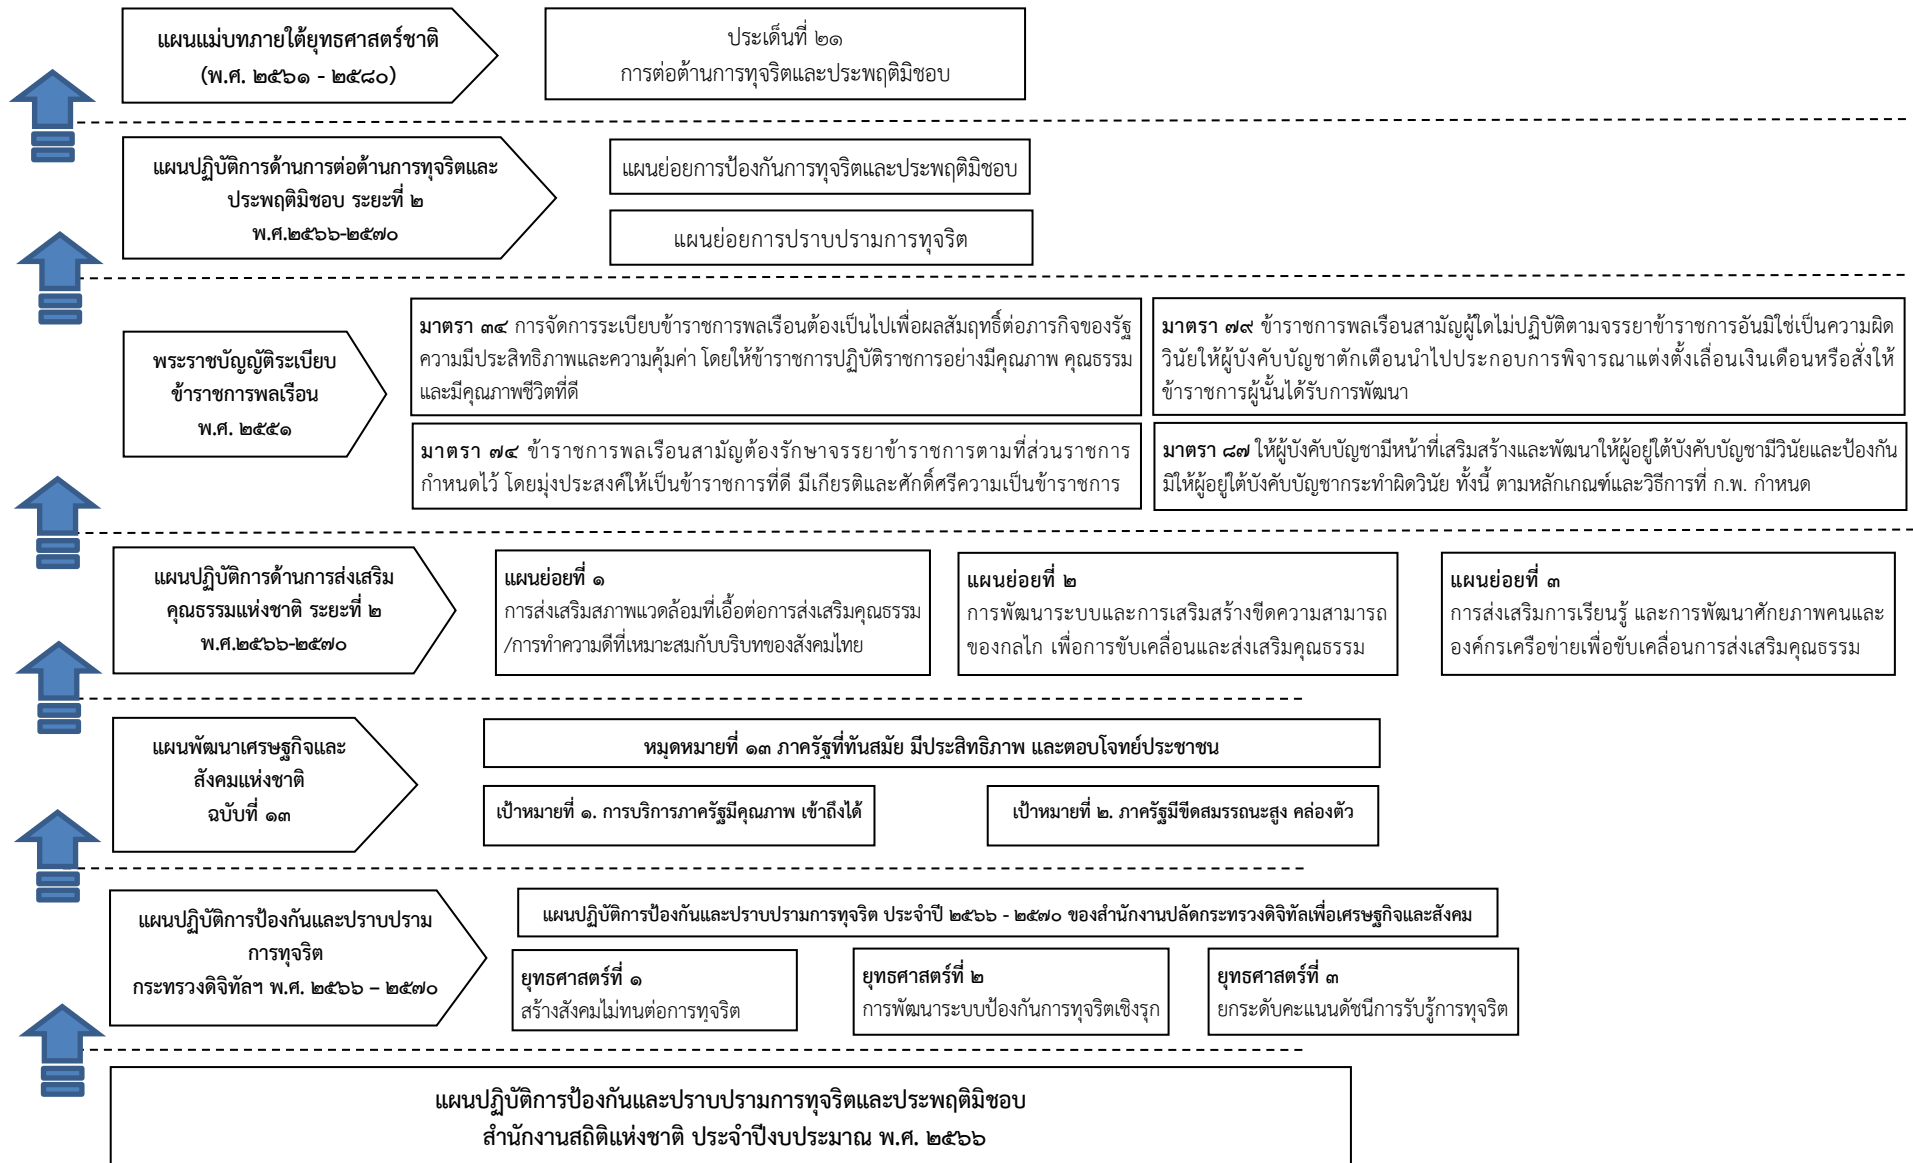 แผนแม่บทภายใต้ยุทธศาสตร์ชาติ
(พ.ศ. ๒๕๖๑ - ๒๕๘๐)
ประเด็นที่ ๒๑
การต่อต้านการทุจริตและประพฤติมิชอบ
แผนปฏิบัติการด้านการต่อต้านการทุจริตและ
ประพฤติมิชอบ ระยะที่ ๒
พ.ศ.๒๕๖๖-๒๕๗๐
แผนย่อยการป้องกันการทุจริตและประพฤติมิชอบ
แผนย่อยการปราบปรามการทุจริต
พระราชบัญญัติระเบียบ
ข้าราชการพลเรือน
พ.ศ. ๒๕๕๑
มาตรา ๓๔ การจัดการระเบียบข้าราชการพลเรือนต้องเป็นไปเพื่อผลสัมฤทธิ์ต่อภารกิจของรัฐ
ความมีประสิทธิภาพและความคุ้มค่า โดยให้ข้าราชการปฏิบัติราชการอย่างมีคุณภาพ คุณธรรม
และมีคุณภาพชีวิตที่ดี
มาตรา ๗๙ ข้าราชการพลเรือนสามัญผู้ใดไม่ปฏิบัติตามจรรยาข้าราชการอันมิใช่เป็นความผิด
วินัยให้ผู้บังคับบัญชาตักเตือนนำไปประกอบการพิจารณาแต่งตั้งเลื่อนเงินเดือนหรือสั่งให้
ข้าราชการผู้นั้นได้รับการพัฒนา
มาตรา ๗๔ ข้าราชการพลเรือนสามัญต้องรักษาจรรยาข้าราชการตามที่ส่วนราชการ
กำหนดไว้ โดยมุ่งประสงค์ให้เป็นข้าราชการที่ดี มีเกียรติและศักดิ์ศรีความเป็นข้าราชการ
มาตรา ๘๗ ให้ผู้บังคับบัญชามีหน้าที่เสริมสร้างและพัฒนาให้ผู้อยู่ใต้บังคับบัญชามีวินัยและป้องกัน
มิให้ผู้อยู่ใต้บังคับบัญชากระทำผิดวินัย ทั้งนี้ ตามหลักเกณฑ์และวิธีการที่ ก.พ. กำหนด
แผนปฏิบัติการด้านการส่งเสริม
คุณธรรมแห่งชาติ ระยะที่ ๒
พ.ศ.๒๕๖๖-๒๕๗๐
แผนย่อยที่ ๑
การส่งเสริมสภาพแวดล้อมที่เอื้อต่อการส่งเสริมคุณธรรม
/การทำความดีที่เหมาะสมกับบริบทของสังคมไทย
แผนย่อยที่ ๒
การพัฒนาระบบและการเสริมสร้างขีดความสามารถ
ของกลไก เพื่อการขับเคลื่อนและส่งเสริมคุณธรรม
แผนย่อยที่ ๓
การส่งเสริมการเรียนรู้ และการพัฒนาศักยภาพคนและ
องค์กรเครือข่ายเพื่อขับเคลื่อนการส่งเสริมคุณธรรม
แผนพัฒนาเศรษฐกิจและ
สังคมแห่งชาติ
ฉบับที่ ๑๓
หมุดหมายที่ ๑๓ ภาครัฐที่ทันสมัย มีประสิทธิภาพ และตอบโจทย์ประชาชน
เป้าหมายที่ ๑. การบริการภาครัฐมีคุณภาพ เข้าถึงได้
เป้าหมายที่ ๒. ภาครัฐมีขีดสมรรถนะสูง คล่องตัว
แผนปฏิบัติการป้องกันและปราบปราม
การทุจริต
กระทรวงดิจิทัลฯ พ.ศ. ๒๕๖๖ – ๒๕๗๐
แผนปฏิบัติการป้องกันและปราบปรามการทุจริต ประจำปี ๒๕๖๖ - ๒๕๗๐ ของสำนักงานปลัดกระทรวงดิจิทัลเพื่อเศรษฐกิจและสังคม
ยุทธศาสตร์ที่ ๑
สร้างสังคมไม่ทนต่อการทุจริต
ยุทธศาสตร์ที่ ๒
การพัฒนาระบบป้องกันการทุจริตเชิงรุก
ยุทธศาสตร์ที่ ๓
ยกระดับคะแนนดัชนีการรับรู้การทุจริต
แผนปฏิบัติการป้องกันและปราบปรามการทุจริตและประพฤติมิชอบ
สำนักงานสถิติแห่งชาติ ประจำปีงบประมาณ พ.ศ. ๒๕๖๖